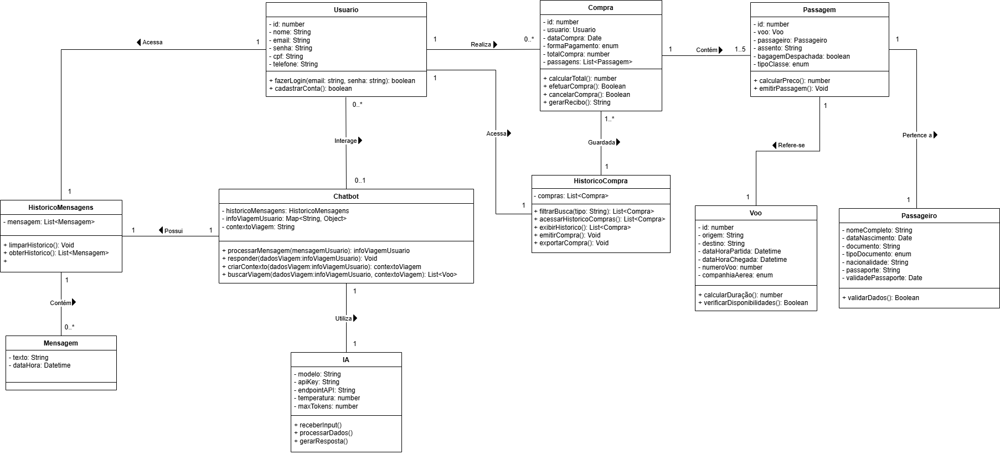 Usuario
- id: number
- nome: String
- email: String
- senha: String
- cpf: String
- telefone: String
+ fazerLogin(email: string, senha: string): boolean
+ cadastrarConta(): boolean
Compra
- id: number
- usuario: Usuario
- dataCompra: Date
- formaPagamento: enum
- totalCompra: number
- passagens: List<Passagem>
+ calcularTotal(): number
+ efetuarCompra(): Boolean
+ cancelarCompra(): Boolean
+ gerarRecibo(): String
Passagem
- id: number
- voo: Voo
- passageiro: Passageiro
- assento: String
- bagagemDespachada: boolean
- tipoClasse: enum
+ calcularPreco(): number
+ emitirPassagem(): Void
Acessa
1
1
Realiza
0..*
1
Contém
1..5
1
1
0..*
Interage
0..1
Acessa
1
1..*
Guardada
1
1
Refere-se
1
Pertence a
1
1
HistoricoMensagens
- mensagem: List<Mensagem>
+ limparHistorico(): Void
+ obterHistorico(): List<Mensagem>
+
1
Possui
1
Chatbot
- historicoMensagens: HistoricoMensagens
- infoViagemUsuario: Map<String, Object>
- contextoViagem: String
+ processarMensagem(mensagemUsuario): infoViagemUsuario
+ responder(dadosViagem:infoViagemUsuario): Void
+ criarContexto(dadosViagem:infoViagemUsuario): contextoViagem
+ buscarViagem(dadosViagem:infoViagemUsuario, contextoViagem): List<Voo>
HistoricoCompra
- compras: List<Compra>
+ filtrarBusca(tipo: String): List<Compra>
+ acessarHistoricoCompras(): List<Compra>
+ exibirHistorico(): List<Compra>
+ emitirCompra(): Void
+ exportarCompra(): Void
Voo
- id: number
- origem: String
- destino: String
- dataHoraPartida: Datetime
- dataHoraChegada: Datetime
- numeroVoo: number
- companhiaAerea: enum
+ calcularDuração(): number
+ verificarDisponibilidades(): Boolean
Passageiro
- nomeCompleto: String
- dataNascimento: Date
- documento: String
- tipoDocumento: enum
- nacionalidade: String
- passaporte: String
- validadePassaporte: Date
+ validarDados(): Boolean
1
Contém
0..*
1
Utiliza
1
Mensagem
- texto: String
- dataHora: Datetime
IA
- modelo: String
- apiKey: String
- endpointAPI: String
- temperatura: number
- maxTokens: number
+ receberInput()
+ processarDados()
+ gerarResposta()